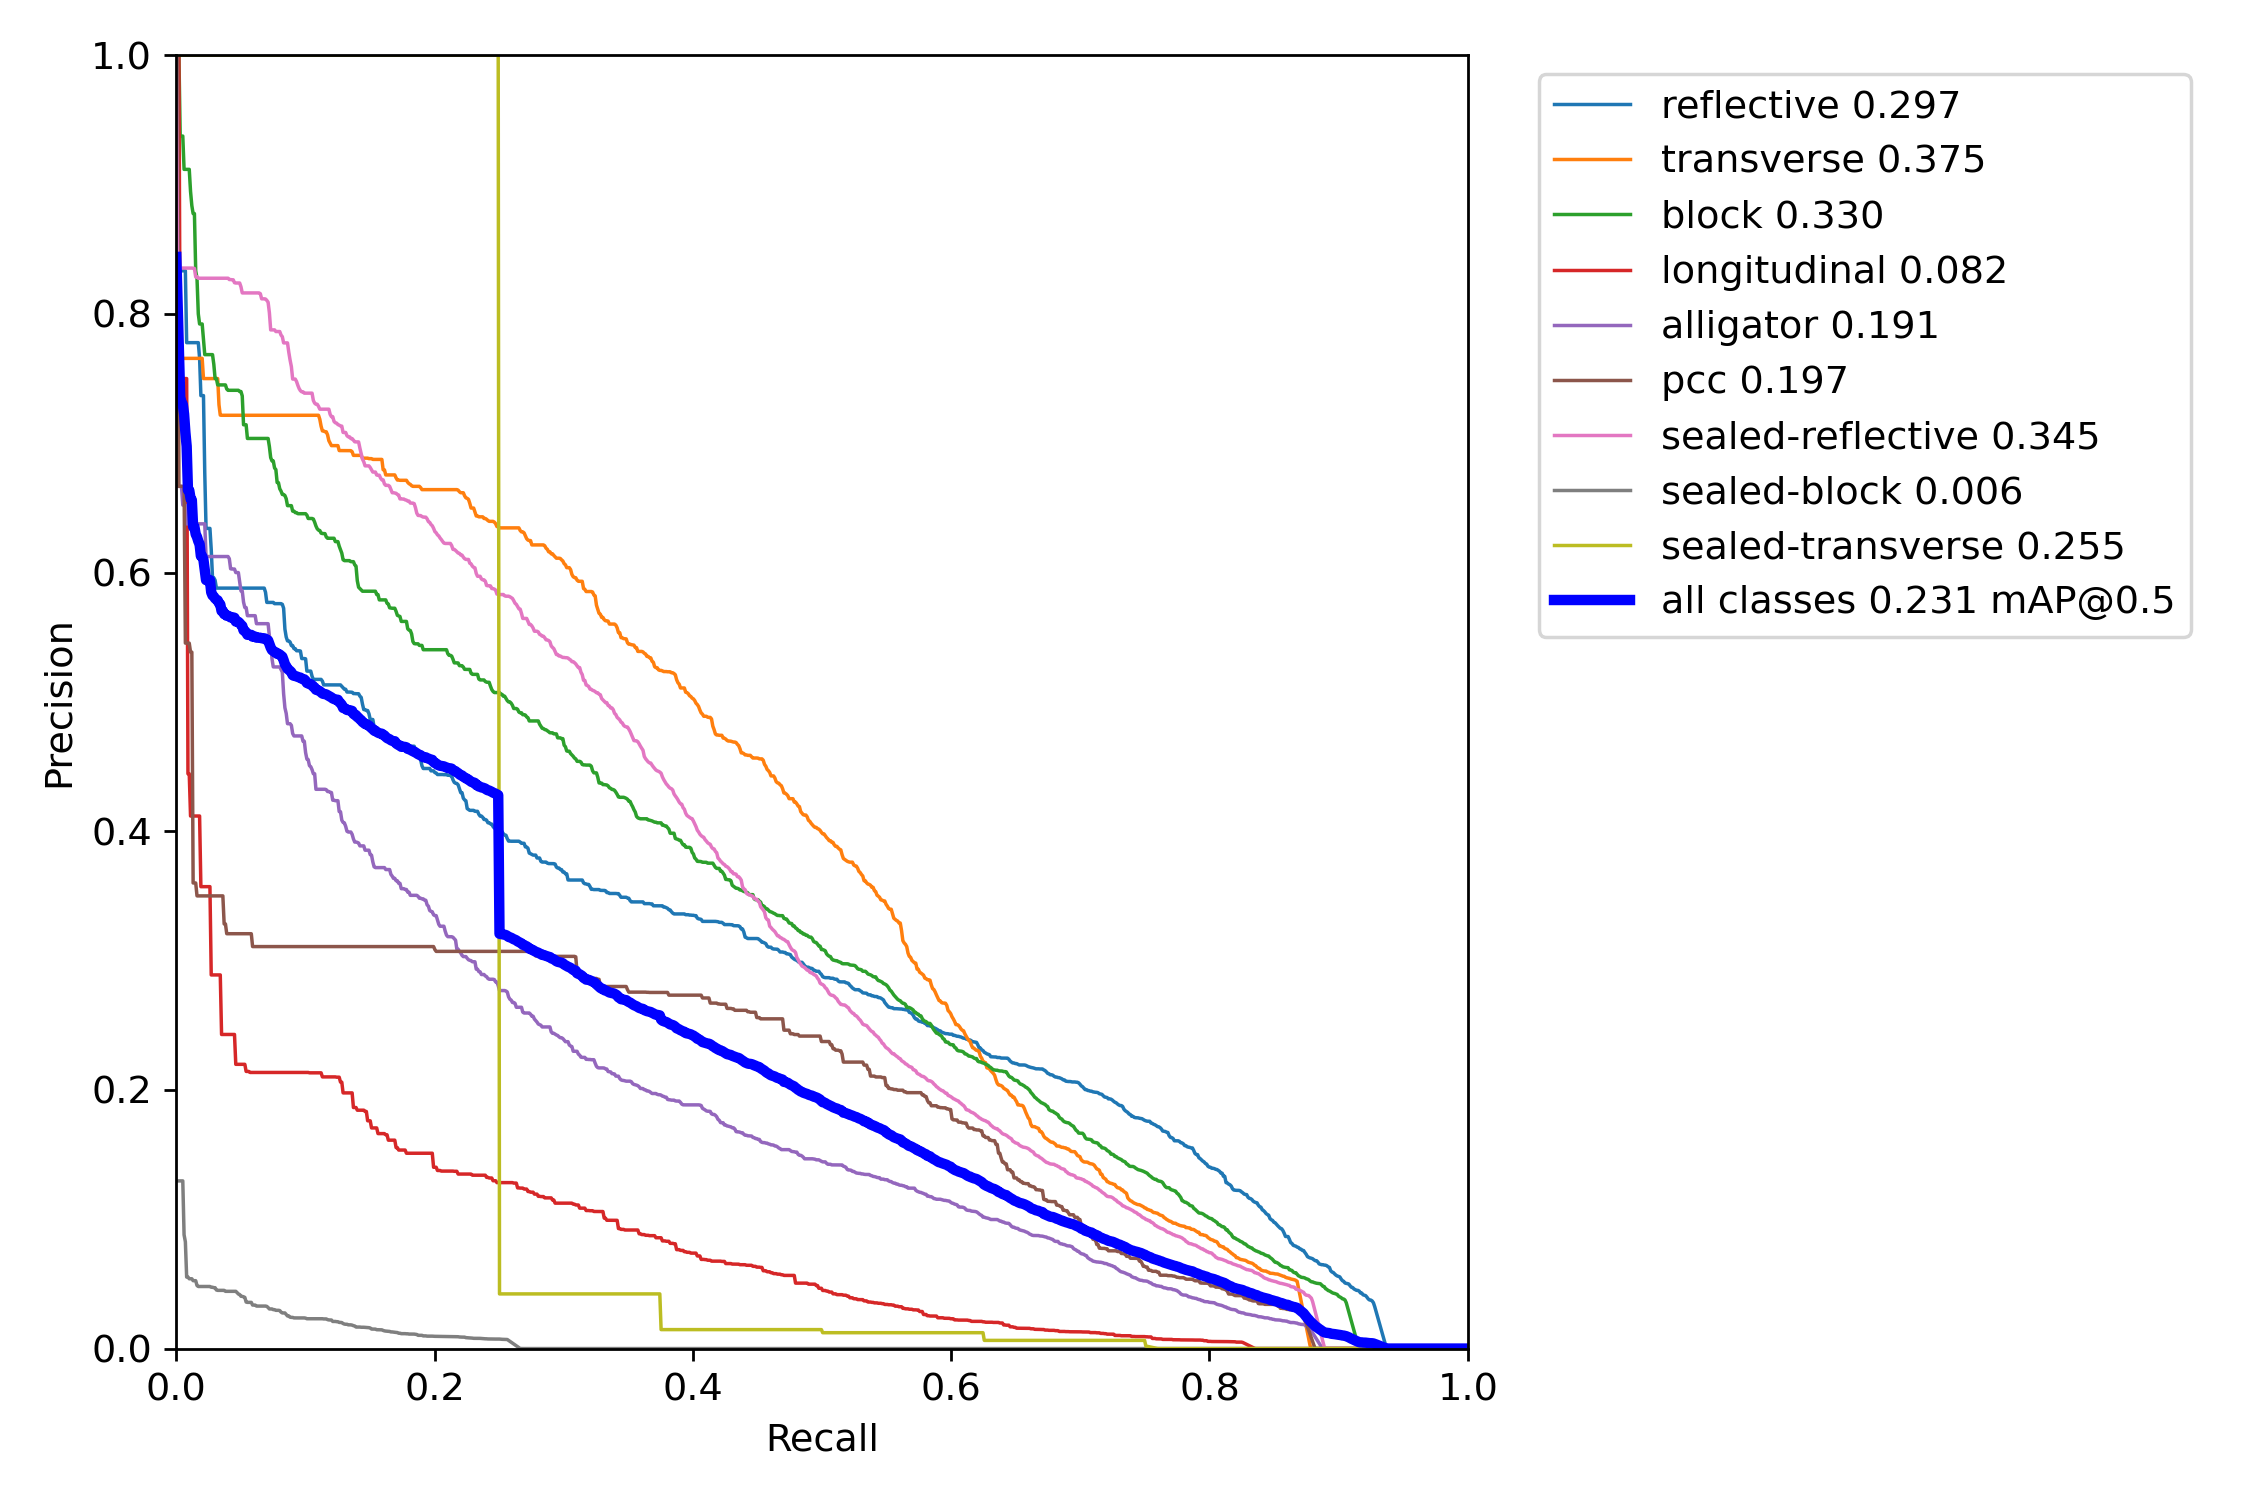 1.0
0.8
0.6
0.4
0.2
0.0
Precision
0.0 0.2 0.4 0.6 0.8 1.0
Recall
reflective 0.297
transverse 0.375
block 0.330
longitudinal 0.082
alligator 0.191
pcc 0.197
sealed-reflective 0.345
sealed-block 0.006
sealed-transverse 0.255
all classes 0.231 mAP@0.5